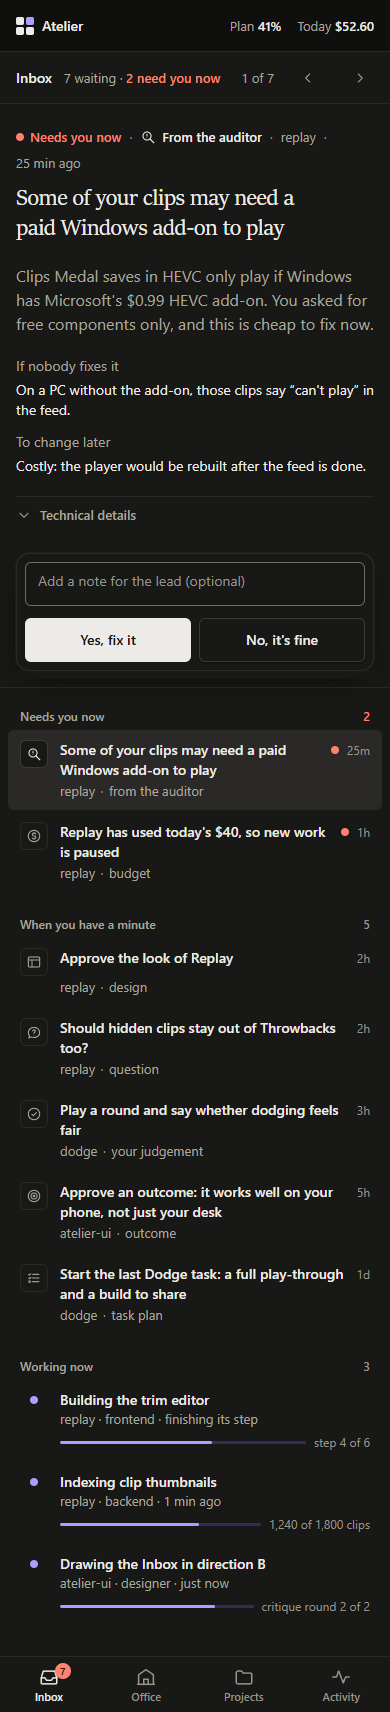 Atelier
Plan 41% Today $52.60
Inbox 7 waiting · 2 need you now 1 of 7
Needs you now · From the auditor · replay ·
25 min ago
Some of your clips may need a
paid Windows add-on to play
Clips Medal saves in HEVC only play if Windows
has Microsoft's $0.99 HEVC add-on. You asked for
free components only, and this is cheap to fix now.
If nobody fixes it
On a PC without the add-on, those clips say “can't play” in
the feed.
To change later
Costly: the player would be rebuilt after the feed is done.
Technical details
Add a note for the lead (optional)
Yes, fix it
No, it's fine
Needs you now 2
Some of your clips may need a paid 25m
Windows add-on to play
replay · from the auditor
Replay has used today's $40, so new work 1h
is paused
replay · budget
When you have a minute 5
Approve the look of Replay 2h
replay · design
Should hidden clips stay out of Throwbacks 2h
too?
replay · question
Play a round and say whether dodging feels 3h
fair
dodge · your judgement
Approve an outcome: it works well on your 5h
phone, not just your desk
atelier-ui · outcome
Start the last Dodge task: a full play-through 1d
and a build to share
dodge · task plan
Working now 3
Building the trim editor
replay · frontend · finishing its step
step 4 of 6
Indexing clip thumbnails
replay · backend · 1 min ago
1,240 of 1,800 clips
Drawing the Inbox in direction B
atelier-ui · designer · just now
critique round 2 of 2
7
Inbox Office Projects Activity